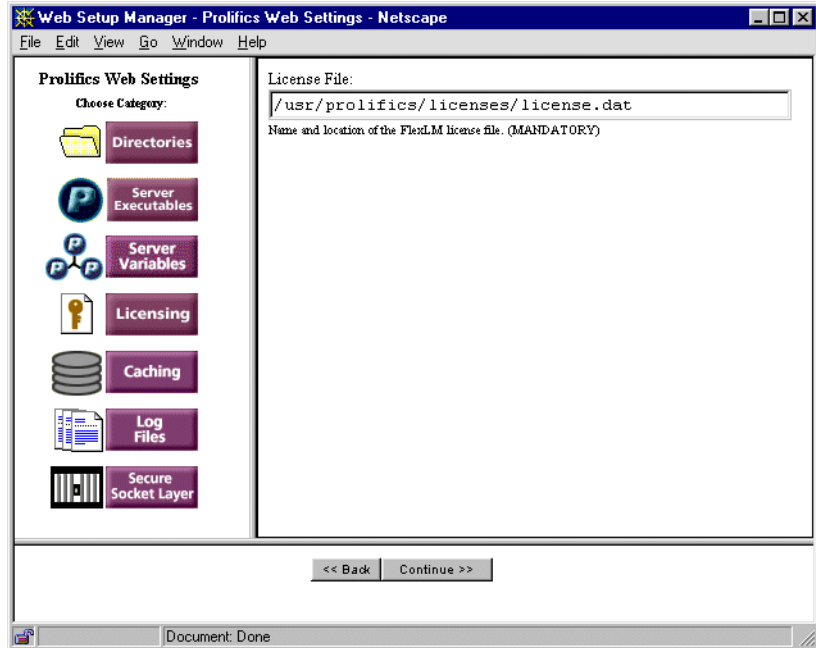 Web Setup Manager - Prolifics Web Settings - Netscape
File Edit View Go Window Help
Prolifics Web Settings
Choose Category:
Directories
P
Server
Executables
P
P P
Server
Variables
Licensing
Caching
Log
Files
Secure
Socket Layer
License File:
/usr/prolifics/licenses/license.dat
Name and location of the FlexLM license file. (MANDATORY)
<< Back Continue >>
Document: Done